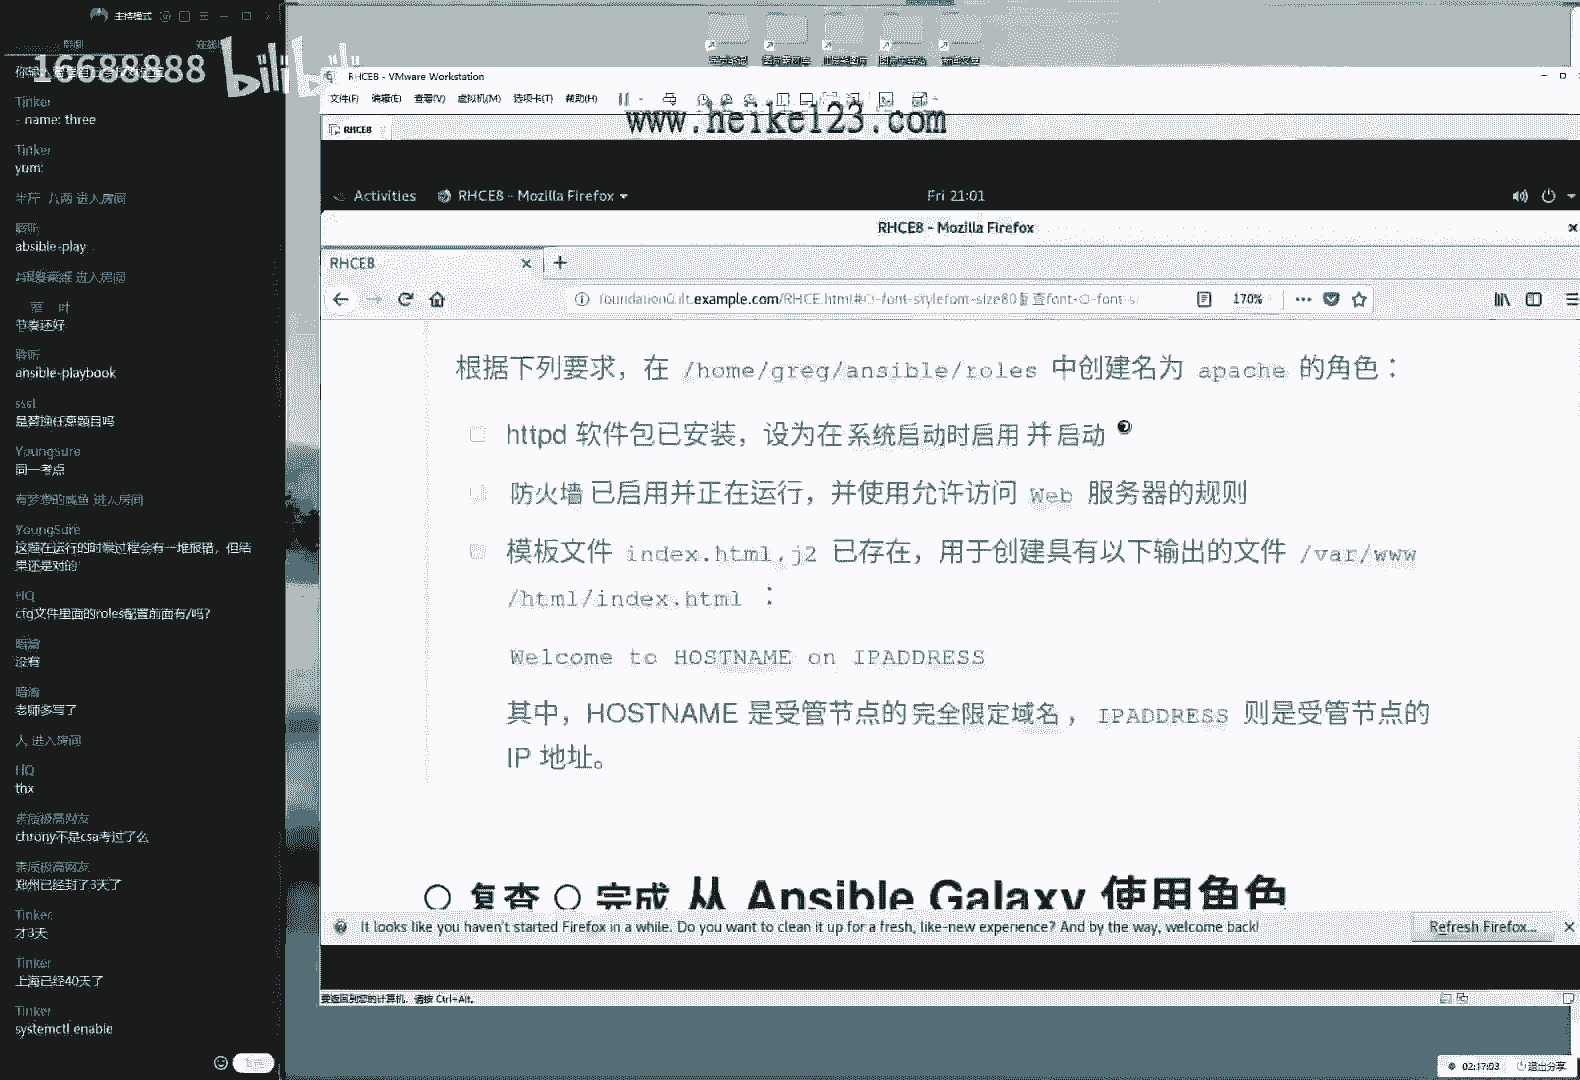 主持模式
16688888
bilibili
Tinker
- name: three
Tinker
yum:
进入房间
聆听
absible-play
进入房间
落 叶
节奏还好
聆听
ansible-playbook
sssl
是替换任意题目吗
YoungSure
同一考点
有梦想的咸鱼 进入房间
YoungSure
这题在运行的时候过程会有一堆报错，但结
果还是对的
HQ
cfg文件里面的roles配置前面有/吗?
暗滴
没有
暗滴
老师多写了
人 进入房间
HQ
thx
素质极高网友
chrony不是csa考过了么
素质极高网友
郑州已经封了3天了
Tinker
才3天
Tinker
上海已经40天了
Tinker
systemctl enable
RHCE8 - VMware Workstation
文件(F) 编辑(E) 查看(V) 虚拟机(M) 选项卡(T) 帮助(H)
www.heike123.com
RHCE8
Activities RHCE8 - Mozilla Firefox Fri 21:01
RHCE8 - Mozilla Firefox
RHCE8
foundation0.ilt.example.com/RHCE.html 170%
根据下列要求，在 /home/greg/ansible/roles 中创建名为 apache 的角色：
httpd 软件包已安装，设为在系统启动时启用 并 启动
防火墙 已启用并正在运行，并使用允许访问 Web 服务器的规则
模板文件 index.html.j2 已存在，用于创建具有以下输出的文件 /var/www
/html/index.html ：
Welcome to HOSTNAME on IPADDRESS
其中，HOSTNAME 是受管节点的 完全限定域名 ， IPADDRESS 则是受管节点的
IP 地址。
复查 完成 从 Ansible Galaxy 使用角色
It looks like you haven't started Firefox in a while. Do you want to clean it up for a fresh, like-new experience? And by the way, welcome back!
Refresh Firefox...
要返回到您的计算机，请按 Ctrl+Alt。
02:17:03 退出分享